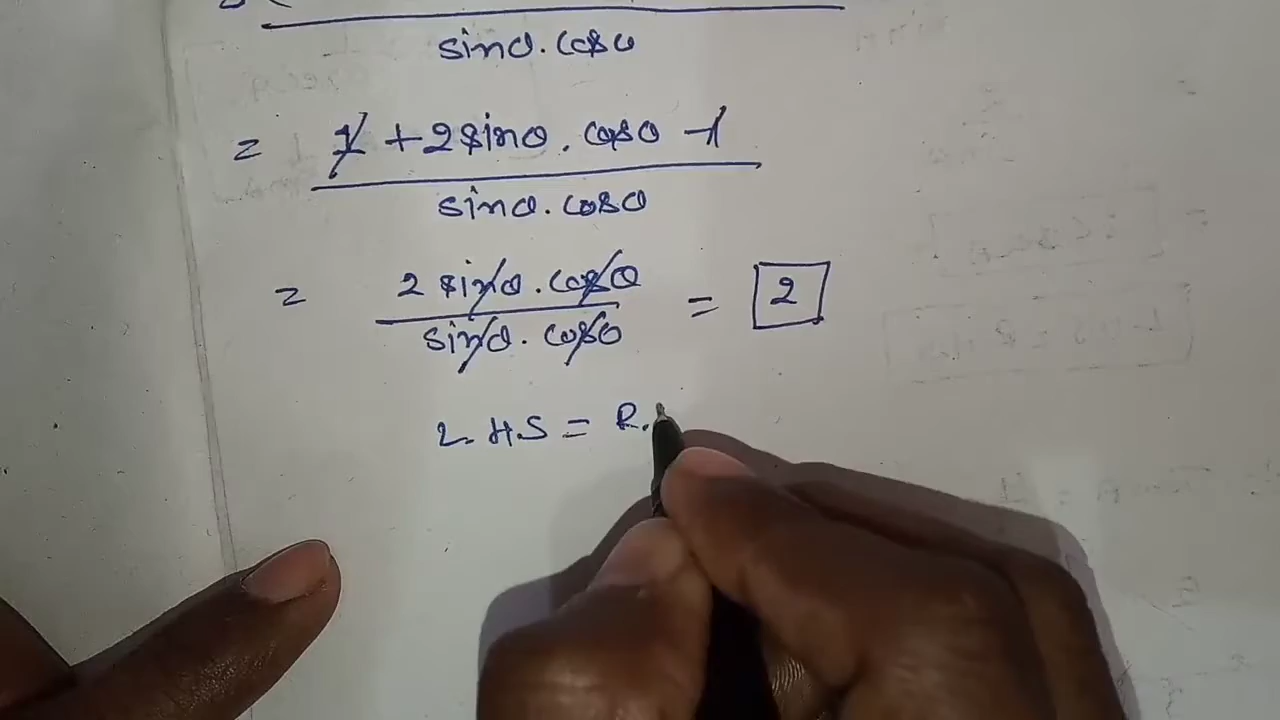 sinθ.cosθ
= 1 + 2sinθ.cosθ -1
sinθ.cosθ
= 2 sinθ.cosθ = 2
sinθ.cosθ
L.H.S = R.